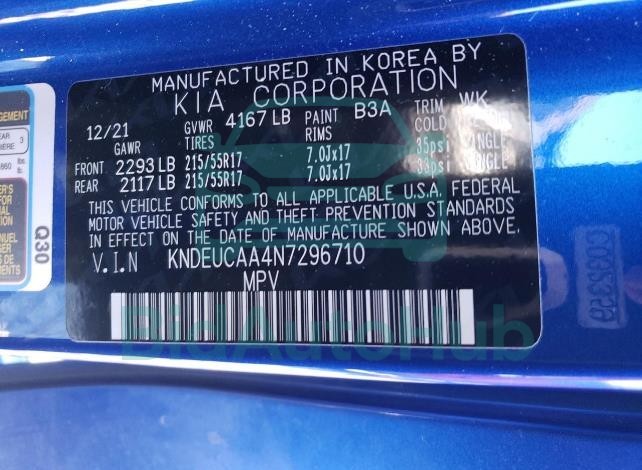 MANUFACTURED IN KOREA BY
KIA CORPORATION
12/21 GVWR 4167 LB PAINT B3A TRIM WK
GAWR TIRES RIMS COLD
FRONT 2293 LB 215/55R17 7.0Jx17 35psi
REAR 2117 LB 215/55R17 7.0Jx17 33psi
THIS VEHICLE CONFORMS TO ALL APPLICABLE U.S.A. FEDERAL
MOTOR VEHICLE SAFETY AND THEFT PREVENTION STANDARDS
IN EFFECT ON THE DATE OF MANUFACTURE SHOWN ABOVE.
V.I.N KNDEUCAA4N7296710
MPV
BidAutoHub
Q30